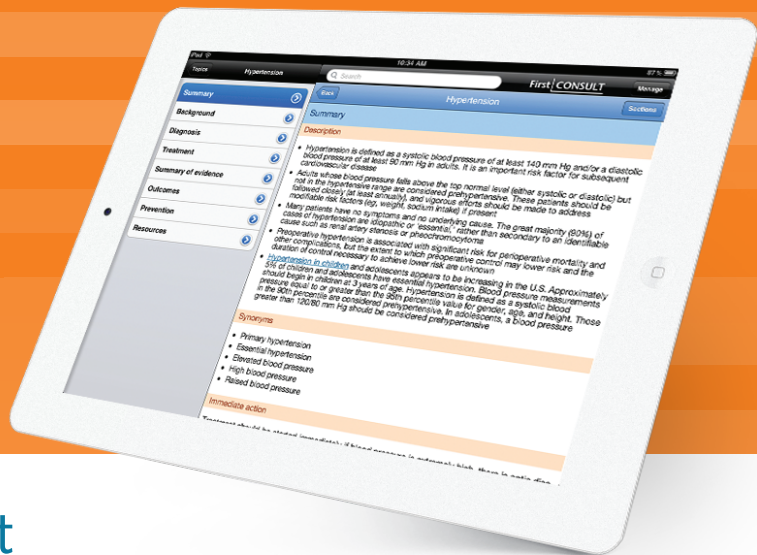 iPad
10:34 AM
87%
Topics
Hypertension
Search
First CONSULT
Manage
Summary
Background
Diagnosis
Treatment
Summary of evidence
Outcomes
Prevention
Resources
Back
Hypertension
Sections
Summary
Description
• Hypertension is defined as a systolic blood pressure of at least 140 mm Hg and/or a diastolic
blood pressure of at least 90 mm Hg in adults. It is an important risk factor for subsequent
cardiovascular disease
• Adults whose blood pressure falls above the top normal level (either systolic or diastolic) but
not in the hypertensive range are considered prehypertensive. These patients should be
followed closely (at least annually), and vigorous efforts should be made to address
modifiable risk factors (eg, weight, sodium intake) if present
• Many patients have no symptoms and no underlying cause. The great majority (90%) of
cases of hypertension are idiopathic or 'essential,' rather than secondary to an identifiable
cause such as renal artery stenosis or pheochromocytoma
• Preoperative hypertension is associated with significant risk for perioperative mortality and
other complications, but the extent to which preoperative control may lower risk and the
duration of control necessary to achieve lower risk are unknown
• Hypertension in children and adolescents appears to be increasing in the U.S. Approximately
5% of children and adolescents have essential hypertension. Blood pressure measurements
should begin in children at 3 years of age. Hypertension is defined as a systolic blood
pressure equal to or greater than the 95th percentile value for gender, age, and height. Those
in the 90th percentile are considered prehypertensive. In adolescents, a blood pressure
greater than 120/80 mm Hg should be considered prehypertensive
Synonyms
• Primary hypertension
• Essential hypertension
• Elevated blood pressure
• High blood pressure
• Raised blood pressure
Immediate action
Treatment should be started immediately if blood pressure is extremely high, there is
t